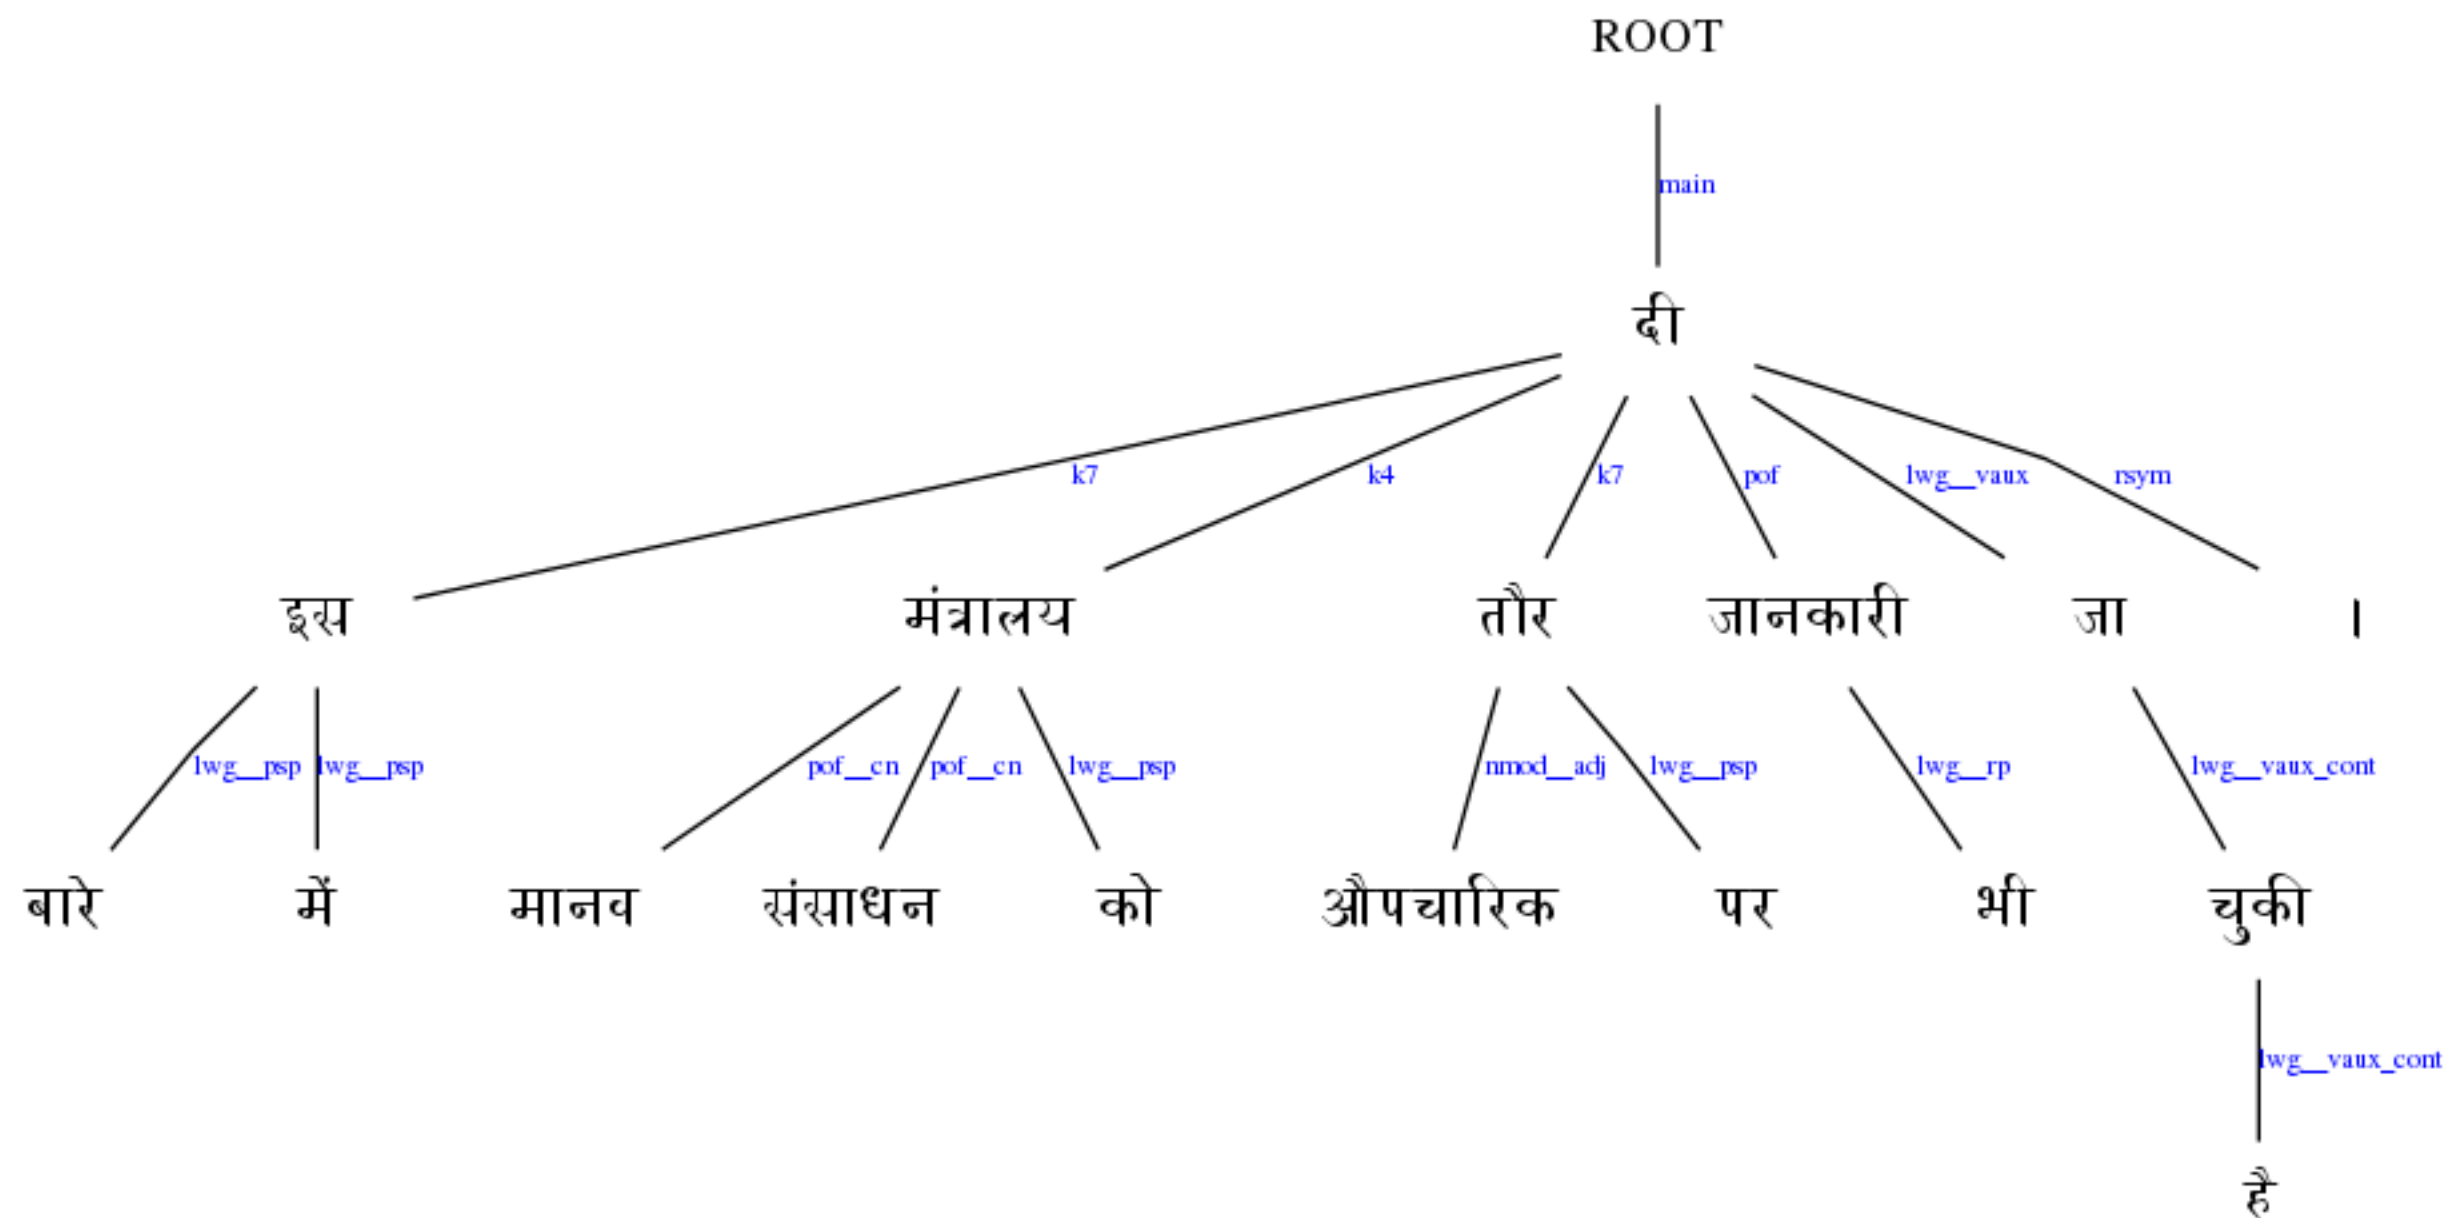 ROOT
main
दी
k7 k4 k7 pof lwg__vaux rsym
इस मंत्रालय तौर जानकारी जा ।
lwg__psp lwg__psp pof__cn pof__cn lwg__psp nmod__adj lwg__psp lwg__rp lwg__vaux_cont
बारे में मानव संसाधन को औपचारिक पर भी चुकी
lwg__vaux_cont
है